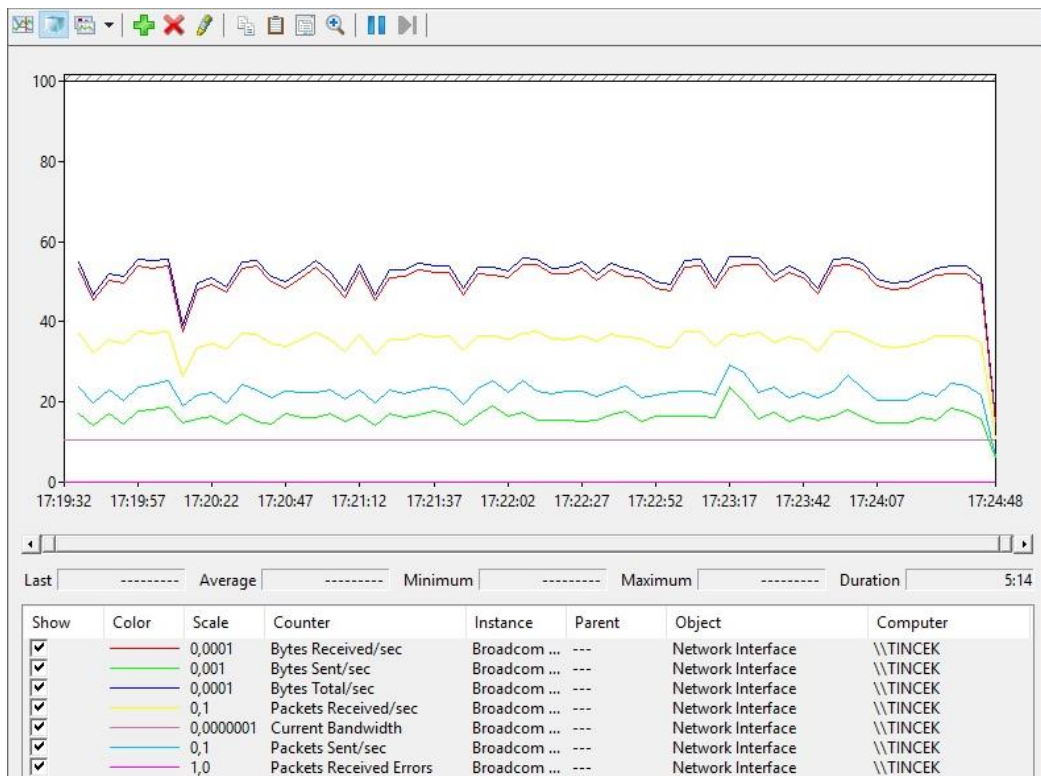 100
80
60
40
20
0
17:19:32 17:19:57 17:20:22 17:20:47 17:21:12 17:21:37 17:22:02 17:22:27 17:22:52 17:23:17 17:23:42 17:24:07 17:24:48
Last --------- Average --------- Minimum --------- Maximum --------- Duration 5:14
Show Color Scale Counter Instance Parent Object Computer
0,0001 Bytes Received/sec Broadcom ... --- Network Interface \\TINCEK
0,001 Bytes Sent/sec Broadcom ... --- Network Interface \\TINCEK
0,0001 Bytes Total/sec Broadcom ... --- Network Interface \\TINCEK
0,1 Packets Received/sec Broadcom ... --- Network Interface \\TINCEK
0,0000001 Current Bandwidth Broadcom ... --- Network Interface \\TINCEK
0,1 Packets Sent/sec Broadcom ... --- Network Interface \\TINCEK
1,0 Packets Received Errors Broadcom ... --- Network Interface \\TINCEK